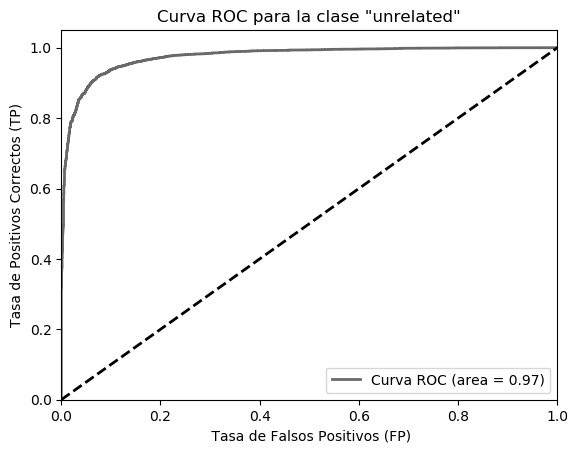 Curva ROC para la clase "unrelated"
Tasa de Positivos Correctos (TP)
1.0
0.8
0.6
0.4
0.2
0.0
Curva ROC (area = 0.97)
0.0 0.2 0.4 0.6 0.8 1.0
Tasa de Falsos Positivos (FP)